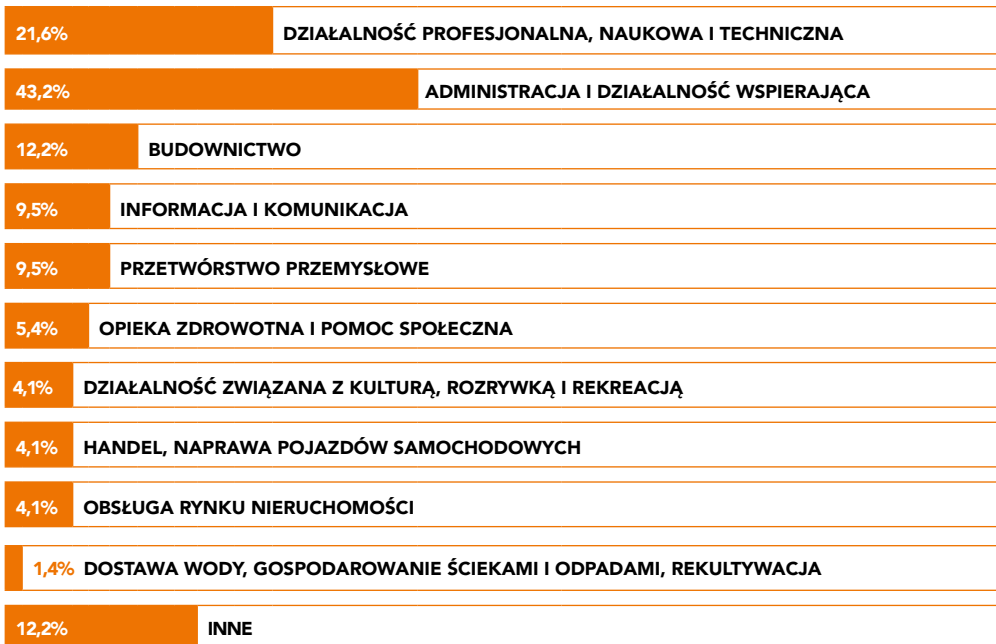 21,6% DZIAŁALNOŚĆ PROFESJONALNA, NAUKOWA I TECHNICZNA
43,2% ADMINISTRACJA I DZIAŁALNOŚĆ WSPIERAJĄCA
12,2% BUDOWNICTWO
9,5% INFORMACJA I KOMUNIKACJA
9,5% PRZETWÓRSTWO PRZEMYSŁOWE
5,4% OPIEKA ZDROWOTNA I POMOC SPOŁECZNA
4,1% DZIAŁALNOŚĆ ZWIĄZANA Z KULTURĄ, ROZRYWKĄ I REKREACJĄ
4,1% HANDEL, NAPRAWA POJAZDÓW SAMOCHODOWYCH
4,1% OBSŁUGA RYNKU NIERUCHOMOŚCI
1,4% DOSTAWA WODY, GOSPODAROWANIE ŚCIEKAMI I ODPADAMI, REKULTYWACJA
12,2% INNE